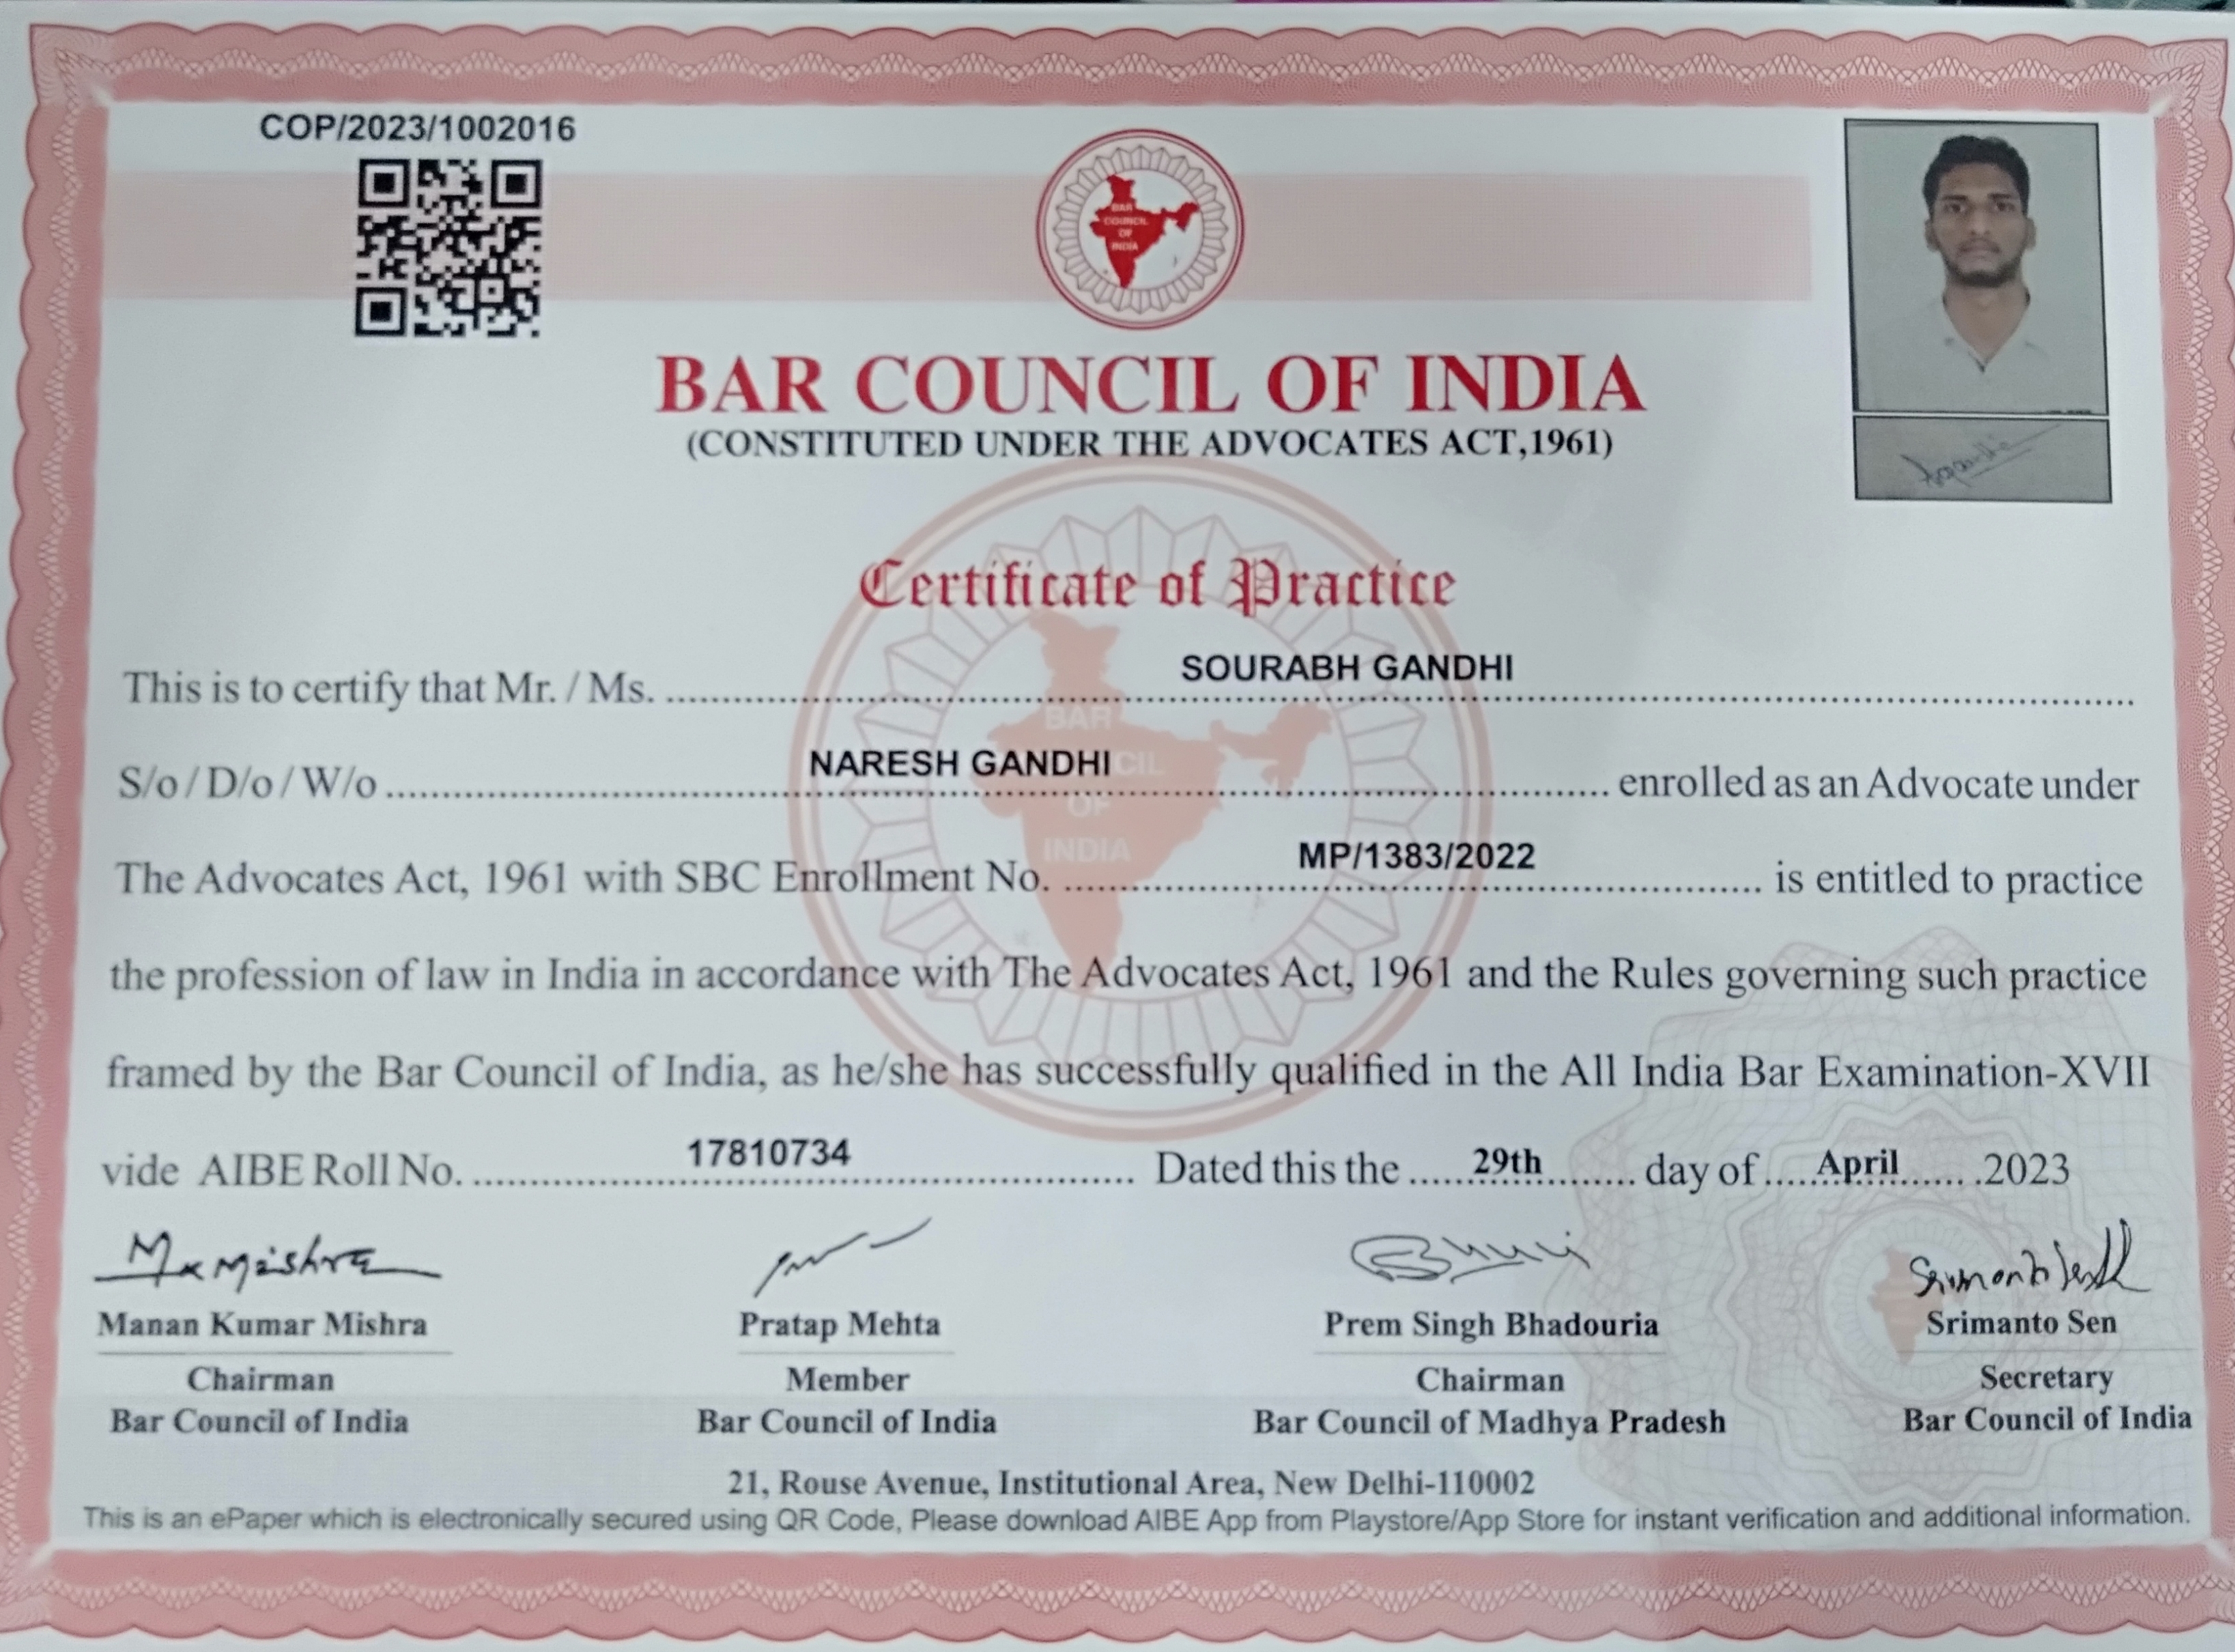 COP/2023/1002016
BAR
COUNCIL
OF
INDIA
BAR COUNCIL OF INDIA
(CONSTITUTED UNDER THE ADVOCATES ACT,1961)
Certificate of Practice
This is to certify that Mr. / Ms. SOURABH GANDHI
S/o / D/o / W/o NARESH GANDHI enrolled as an Advocate under
The Advocates Act, 1961 with SBC Enrollment No. MP/1383/2022 is entitled to practice
the profession of law in India in accordance with The Advocates Act, 1961 and the Rules governing such practice
framed by the Bar Council of India, as he/she has successfully qualified in the All India Bar Examination-XVII
vide AIBE Roll No. 17810734 Dated this the 29th day of April .2023
Manan Kumar Mishra
Chairman
Bar Council of India
Pratap Mehta
Member
Bar Council of India
Prem Singh Bhadouria
Chairman
Bar Council of Madhya Pradesh
Srimanto Sen
Secretary
Bar Council of India
21, Rouse Avenue, Institutional Area, New Delhi-110002
This is an ePaper which is electronically secured using QR Code, Please download AIBE App from Playstore/App Store for instant verification and additional information.